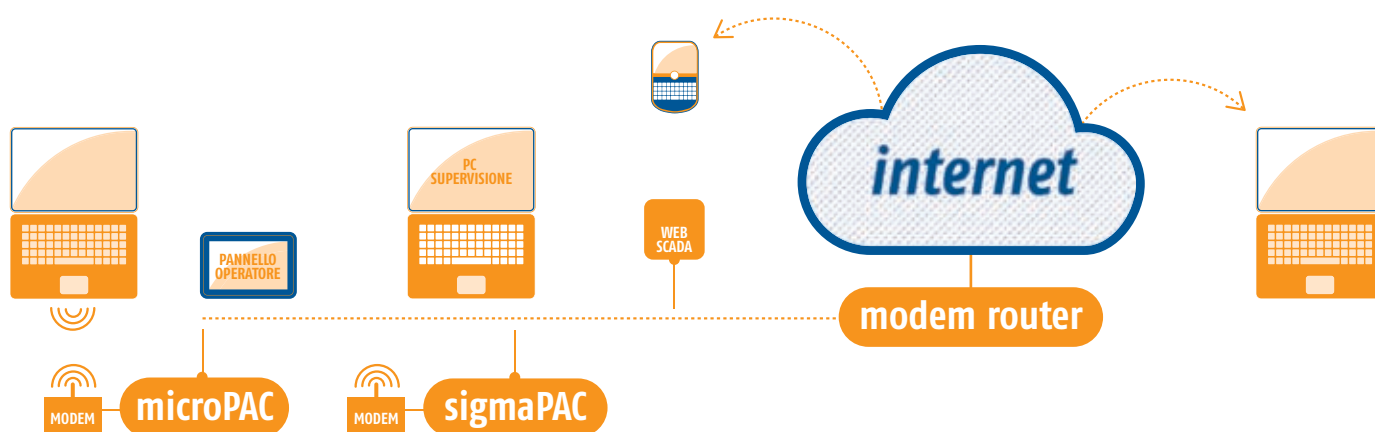 PC
SUPERVISIONE
internet
WEB
SCADA
PANNELLO
OPERATORE
modem router
MODEM
microPAC
MODEM
sigmaPAC